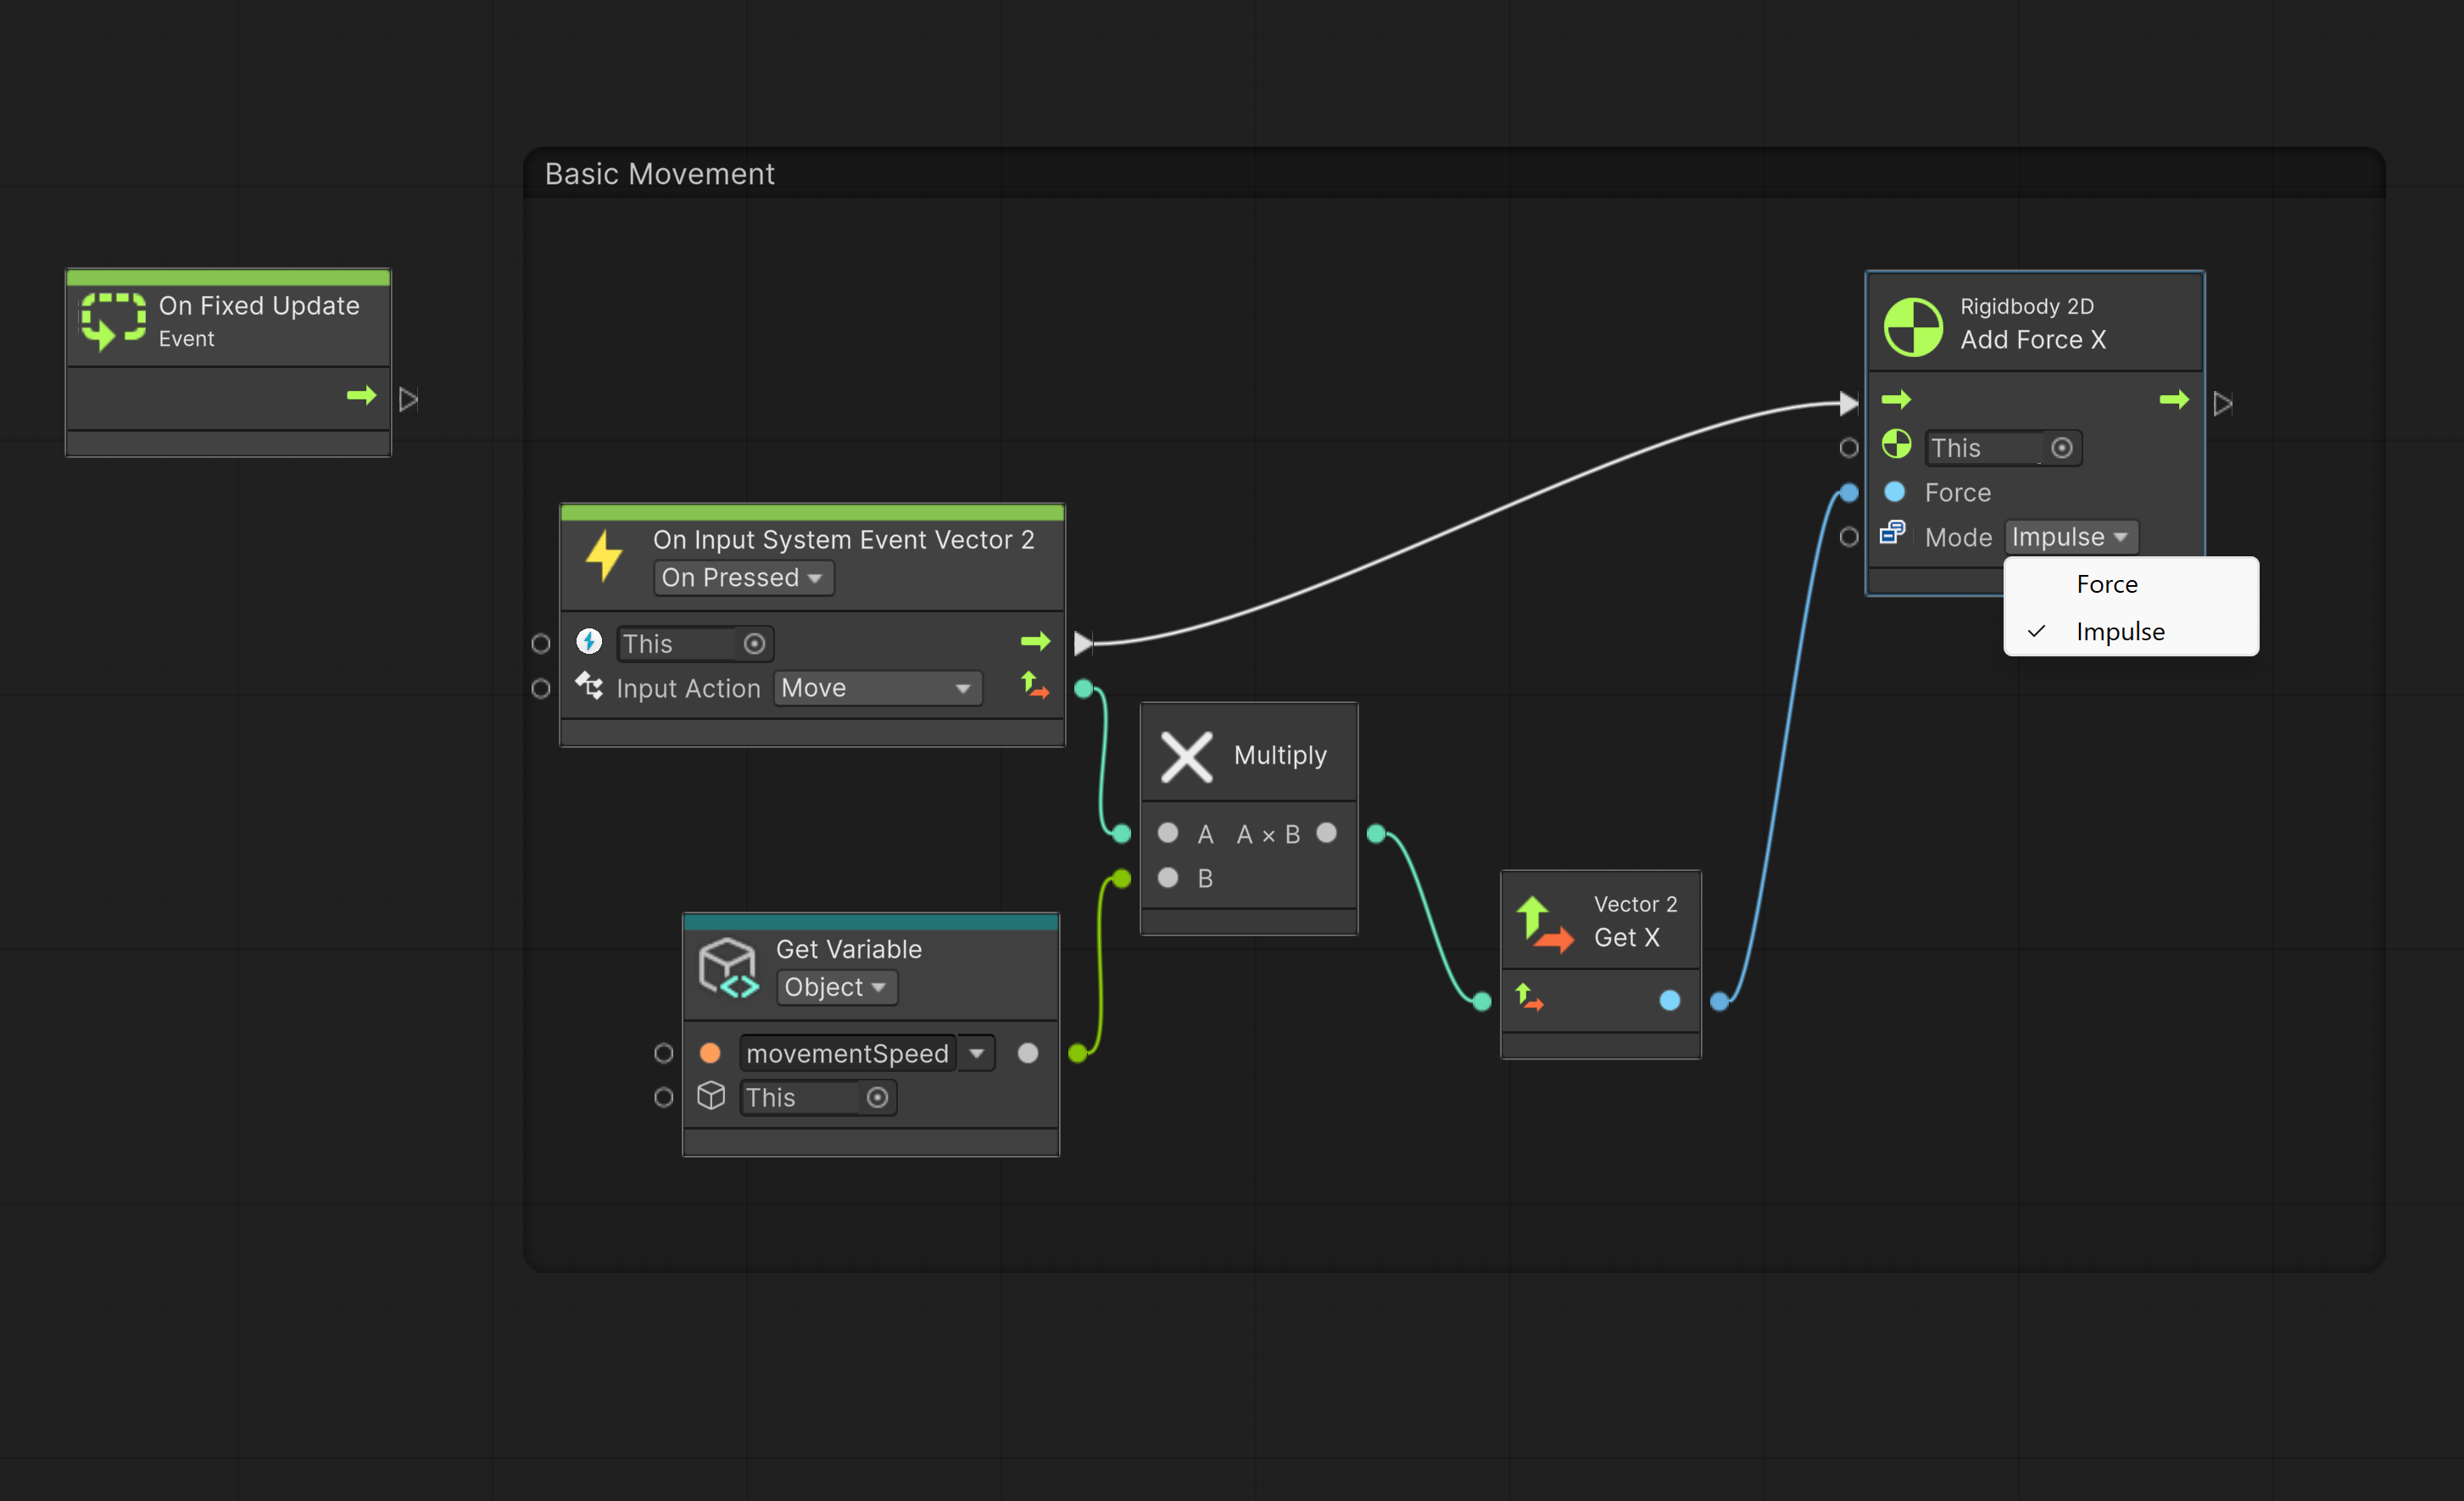 Basic Movement
On Fixed Update
Event
On Input System Event Vector 2
On Pressed
This
Input Action Move
Get Variable
Object
movementSpeed
This
Multiply
A A × B
B
Vector 2
Get X
Rigidbody 2D
Add Force X
This
Force
Mode Impulse
Force
Impulse